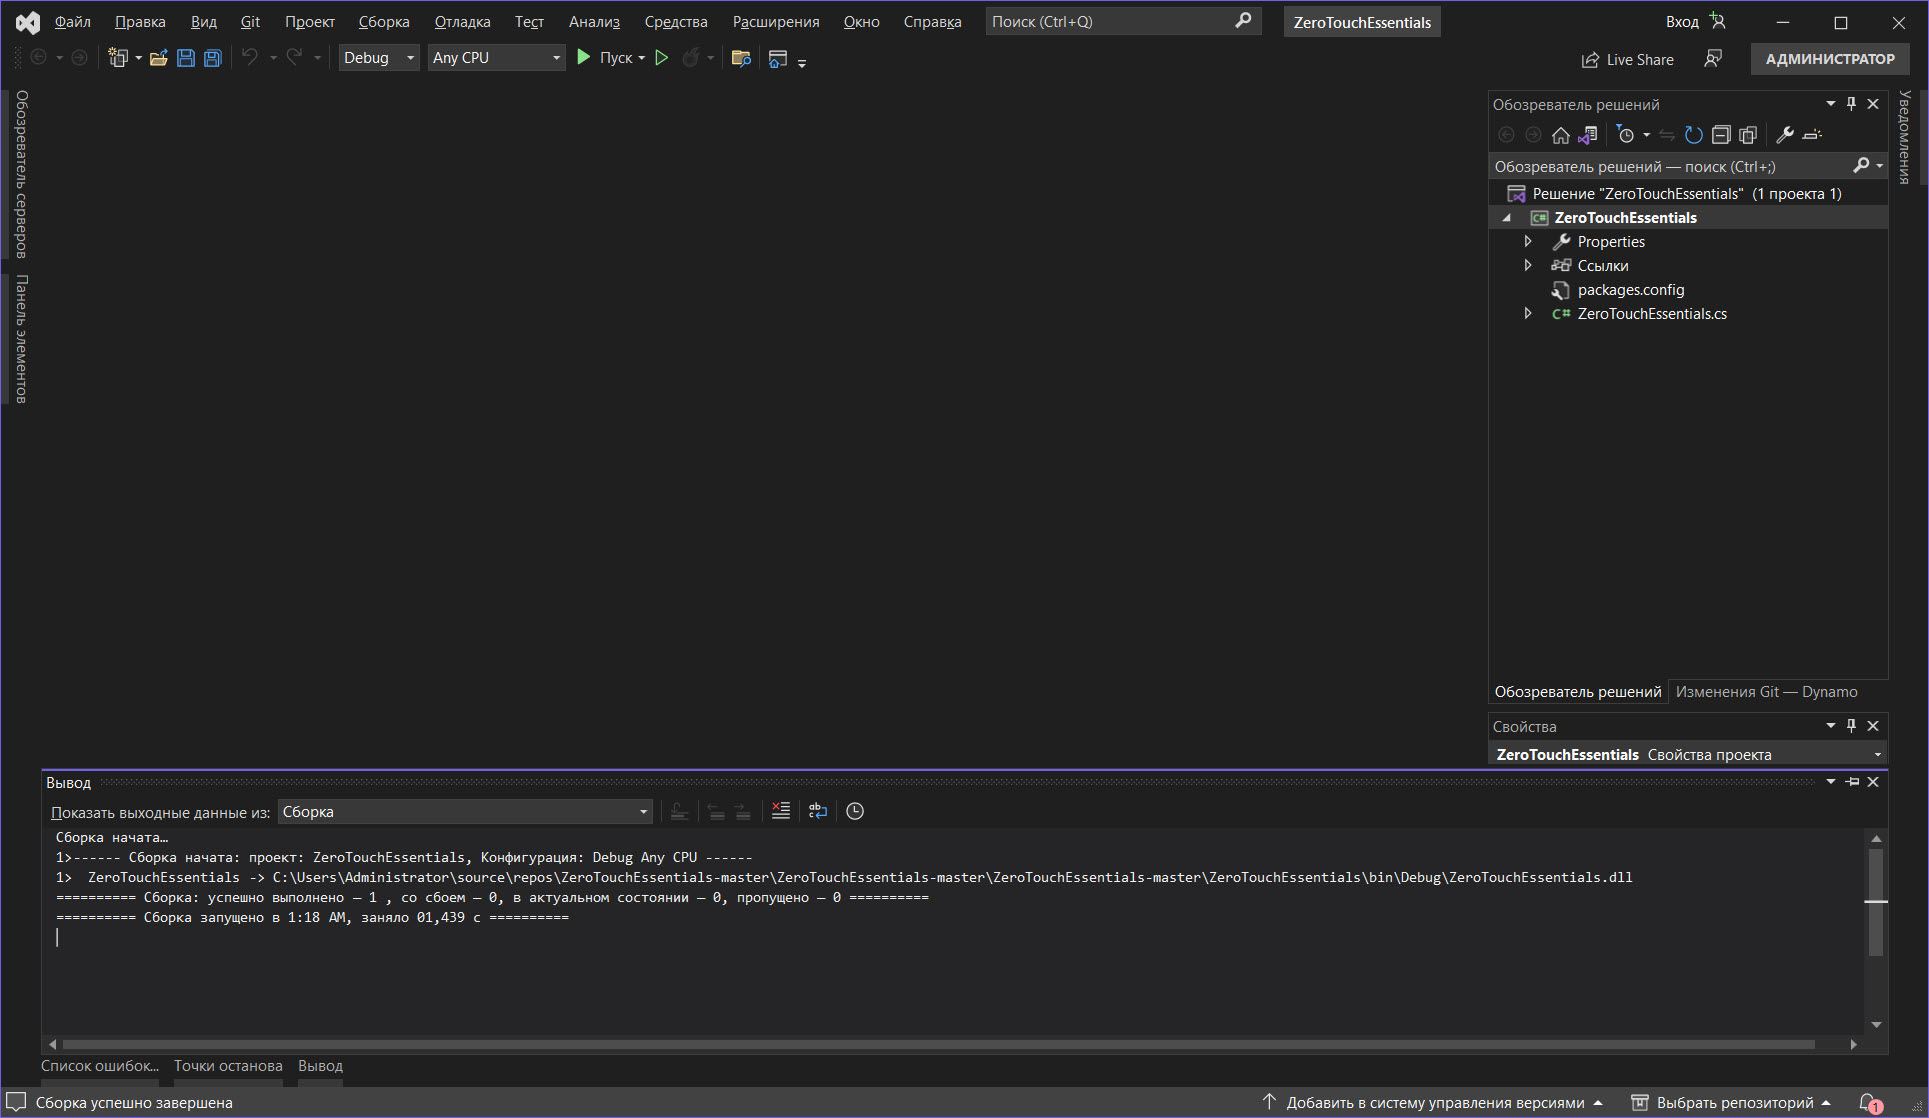 Файл Правка Вид Git Проект Сборка Отладка Тест Анализ Средства Расширения Окно Справка Поиск (Ctrl+Q) ZeroTouchEssentials Вход
Debug Any CPU Пуск Live Share АДМИНИСТРАТОР
Обозреватель серверов
Панель элементов
Обозреватель решений
Обозреватель решений — поиск (Ctrl+;)
Решение "ZeroTouchEssentials" (1 проекта 1)
ZeroTouchEssentials
Properties
Ссылки
packages.config
C# ZeroTouchEssentials.cs
Уведомления
Обозреватель решений Изменения Git — Dynamo
Свойства
ZeroTouchEssentials Свойства проекта
Вывод
Показать выходные данные из: Сборка
Сборка начата…
1>------ Сборка начата: проект: ZeroTouchEssentials, Конфигурация: Debug Any CPU ------
1>  ZeroTouchEssentials -> C:\Users\Administrator\source\repos\ZeroTouchEssentials-master\ZeroTouchEssentials-master\ZeroTouchEssentials-master\ZeroTouchEssentials\bin\Debug\ZeroTouchEssentials.dll
========== Сборка: успешно выполнено — 1 , со сбоем — 0, в актуальном состоянии — 0, пропущено — 0 ==========
========== Сборка запущено в 1:18 AM, заняло 01,439 с ==========
Список ошибок... Точки останова Вывод
Сборка успешно завершена Добавить в систему управления версиями Выбрать репозиторий 1